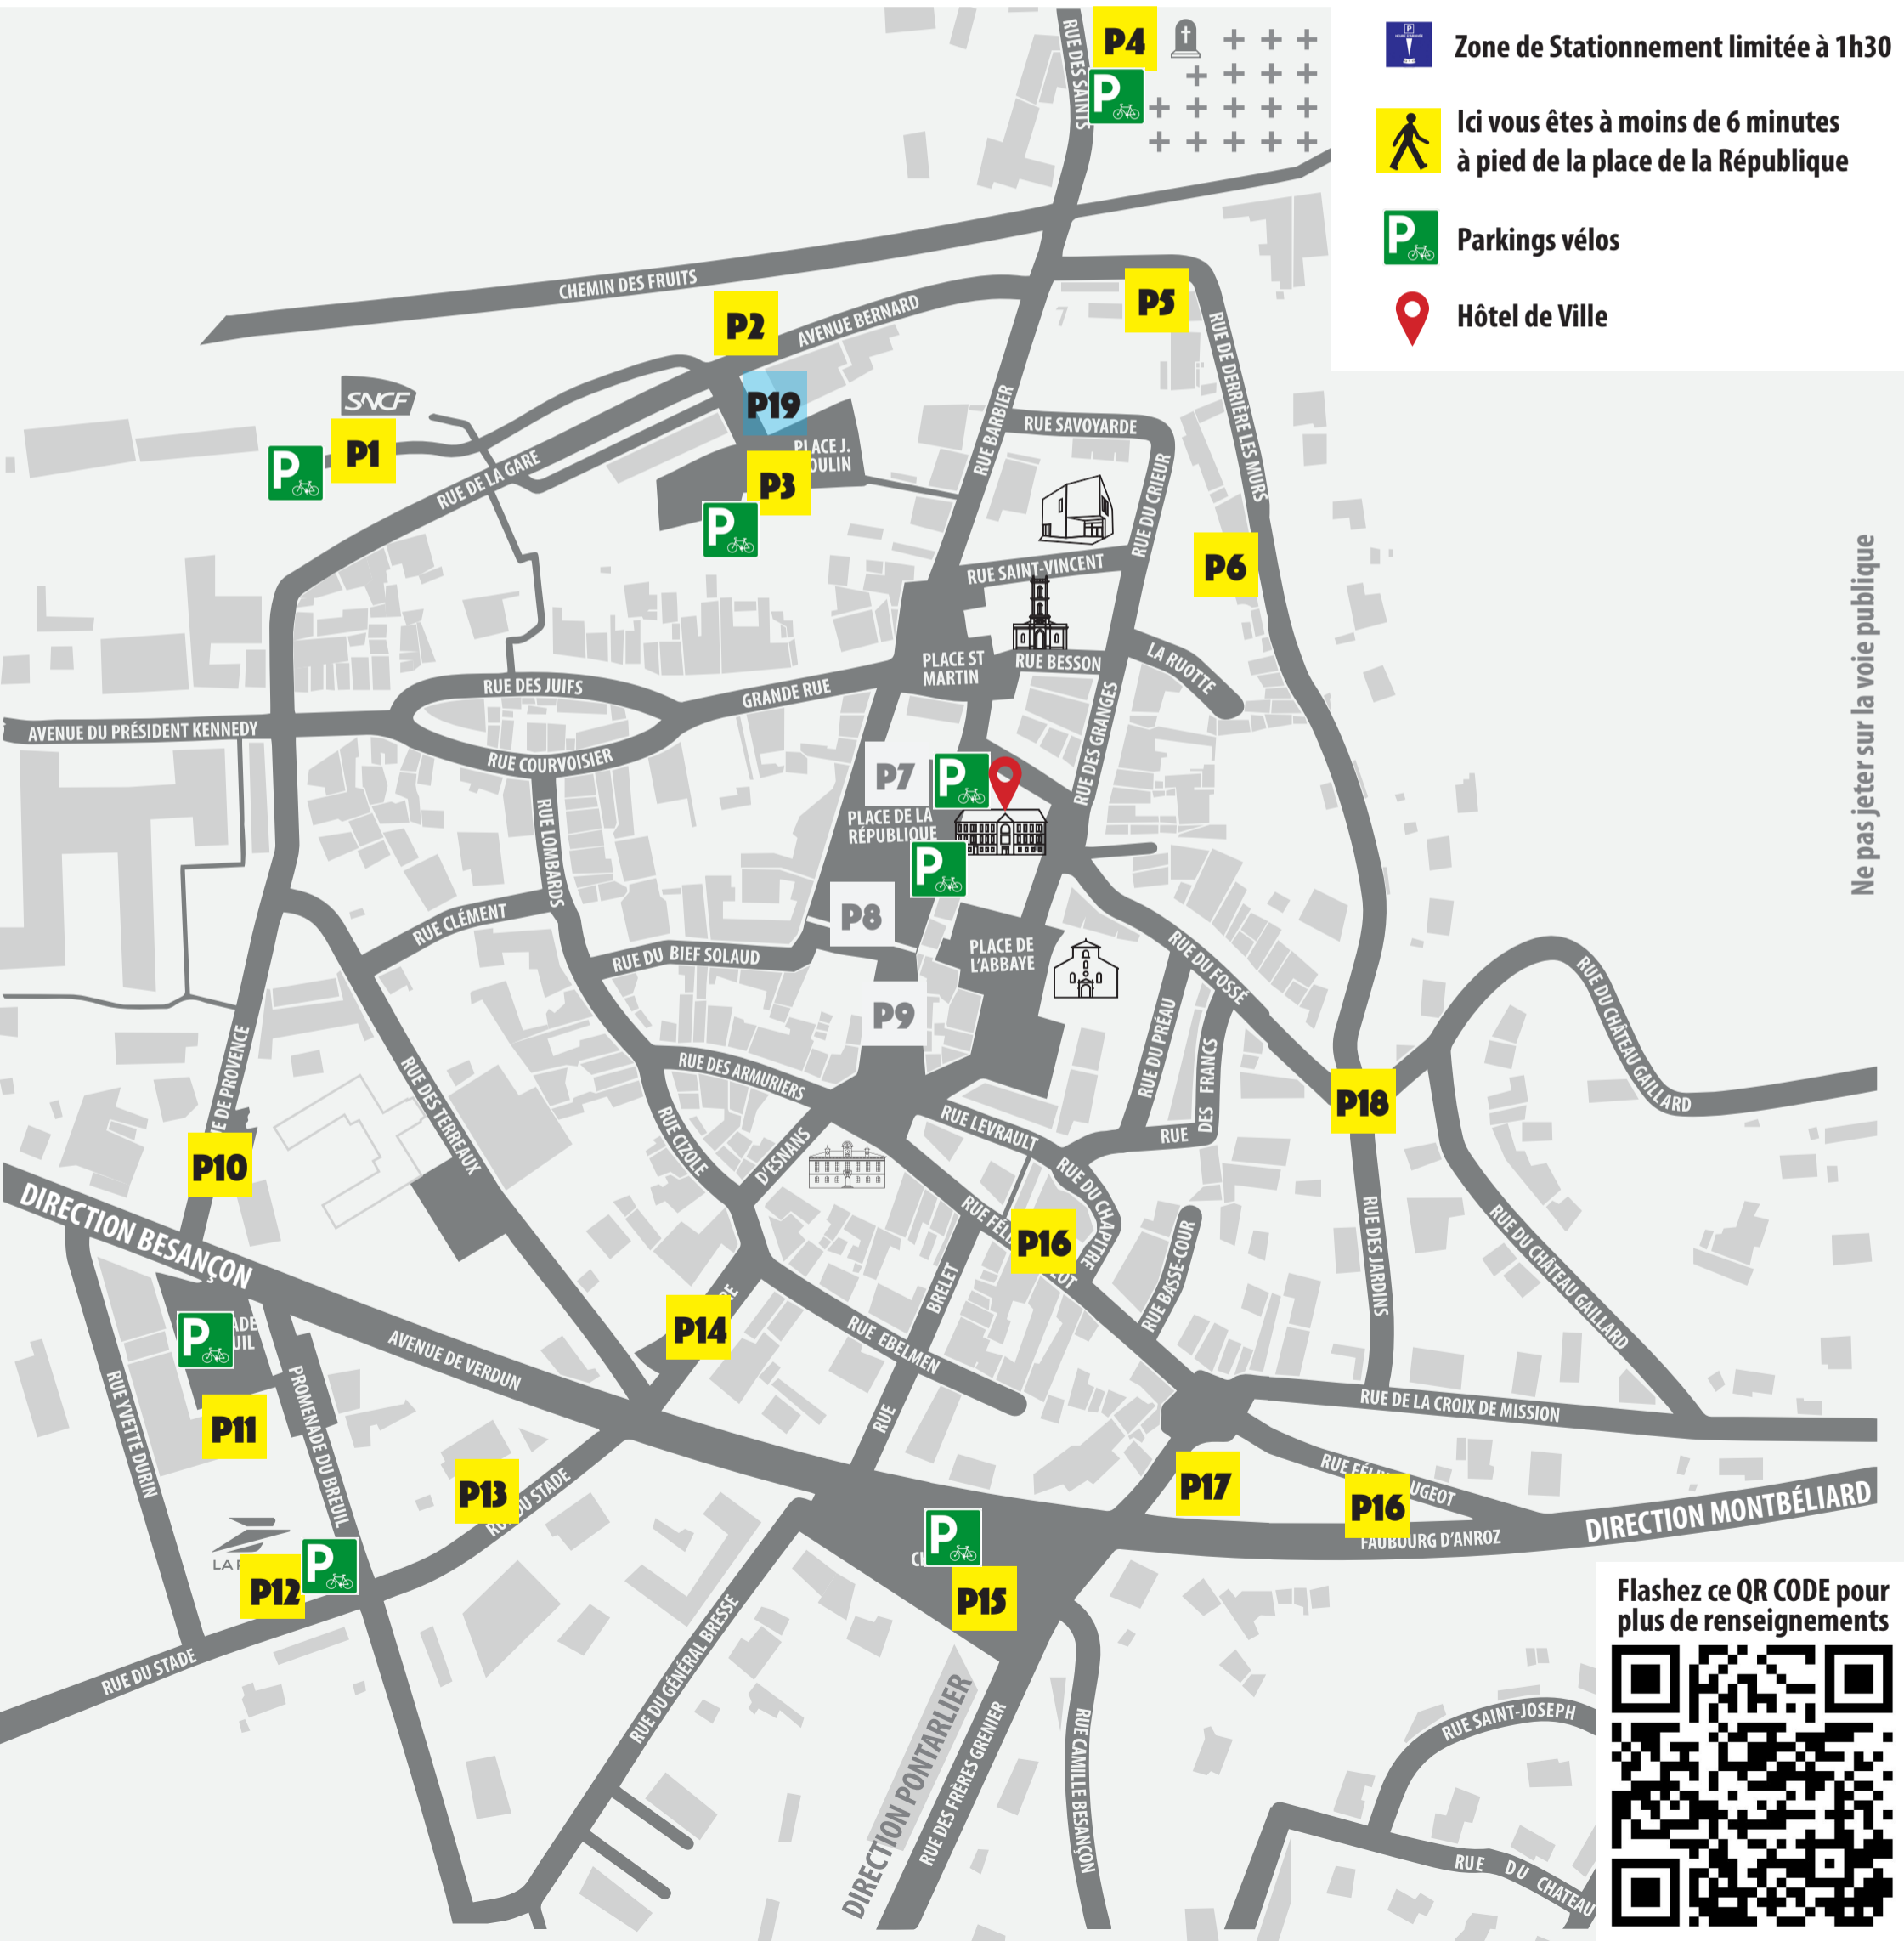 Zone de Stationnement limitée à 1h30
Ici vous êtes à moins de 6 minutes
à pied de la place de la République
Parkings vélos
Hôtel de Ville
RUE DES SAINTS
P4
P
CHEMIN DES FRUITS
P2
AVENUE BERNARD
7
P5
RUE DE DERRIÈRE LES MURS
SNCF
P1
P
RUE DE LA GARE
P19
PLACE J.
P3
P
RUE BARBIER
RUE SAVOYARDE
RUE DU CRIEUR
RUE SAINT-VINCENT
P6
PLACE ST
MARTIN
RUE BESSON
LA RUOTTE
RUE DES JUIFS
GRANDE RUE
AVENUE DU PRÉSIDENT KENNEDY
RUE COURVOISIER
RUE DES GRANGES
P7
P
PLACE DE LA
RÉPUBLIQUE
P
RUE LOMBARDS
P8
RUE CLÉMENT
RUE DU BIEF SOLAUD
PLACE DE
L'ABBAYE
RUE DU FOSSÉ
P9
RUE DU PRÉAU
RUE DES FRANCS
RUE DU CHÂTEAU GAILLARD
DE PROVENCE
RUE DES TERREAUX
RUE DES ARMURIERS
RUE CIZOLE
D'ESNANS
RUE LEVRAULT
P18
P10
RUE DU CHAPITRE
P16
RUE BASSE-COUR
RUE DES JARDINS
RUE DU CHÂTEAU GAILLARD
DIRECTION BESANÇON
P
P14
RUE BRELET
RUE EBELMEN
AVENUE DE VERDUN
RUE YVETTE DURIN
P11
PROMENADE DU BREUIL
RUE DE LA CROIX DE MISSION
P13
DU STADE
P17
RUE
P16
FAUBOURG D'ANROZ
DIRECTION MONTBÉLIARD
P
P15
P12
P
RUE DU STADE
RUE DU GÉNÉRAL BRESSE
DIRECTION PONTARLIER
RUE DES FRÈRES GRENIER
RUE CAMILLE BESANÇON
RUE SAINT-JOSEPH
RUE DU CHATEAU
Ne pas jeter sur la voie publique
Flashez ce QR CODE pour
plus de renseignements